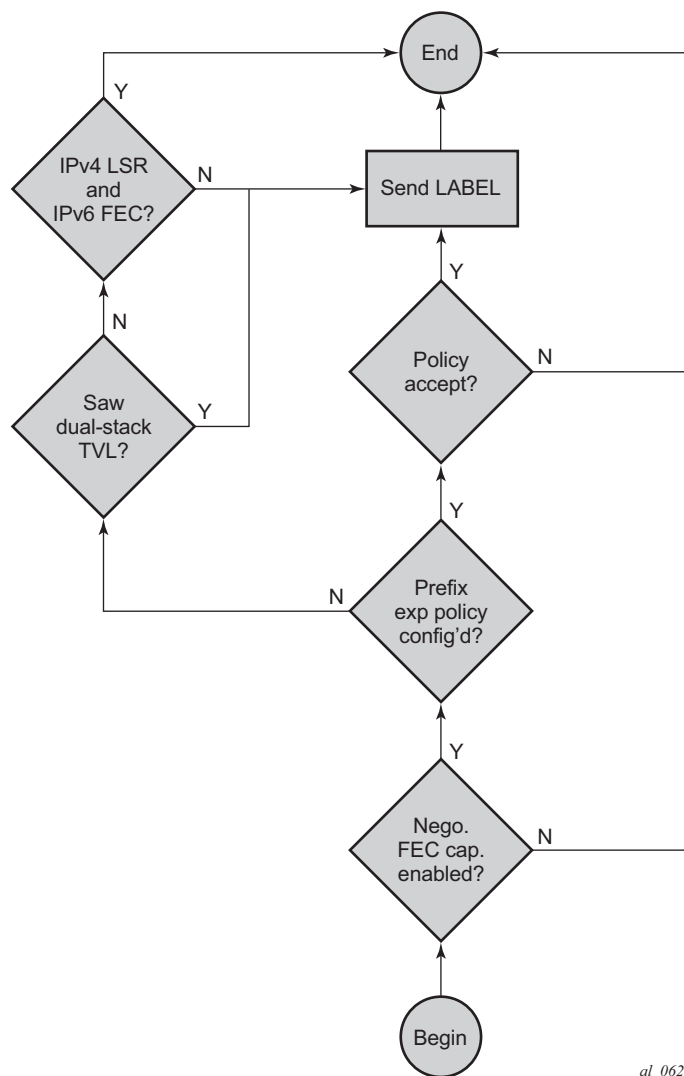 End
Y
IPv4 LSR
and
IPv6 FEC?
N
Send LABEL
Y
N
Policy
accept?
N
Saw
dual-stack
TVL?
Y
Y
N
Prefix
exp policy
config'd?
Y
Nego.
FEC cap.
enabled?
N
Begin
al_062